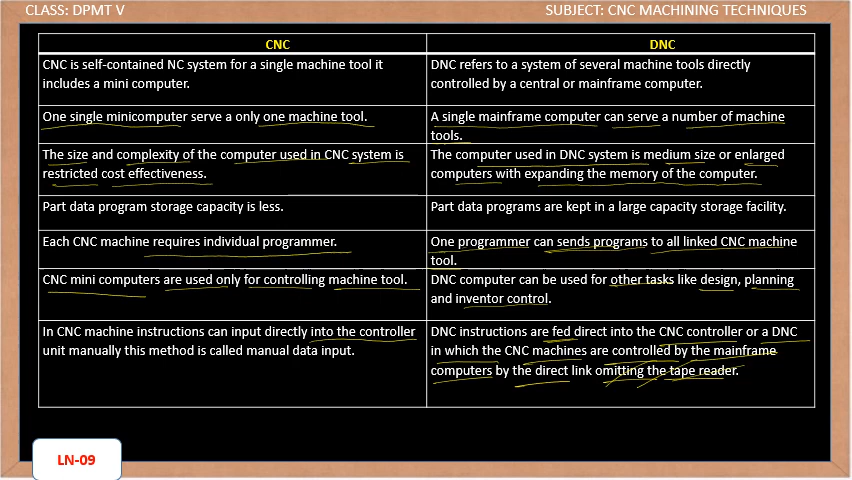 CLASS: DPMT V
SUBJECT: CNC MACHINING TECHNIQUES
CNC
DNC
CNC is self-contained NC system for a single machine tool it
includes a mini computer.
DNC refers to a system of several machine tools directly
controlled by a central or mainframe computer.
One single minicomputer serve a only one machine tool.
A single mainframe computer can serve a number of machine
tools.
The size and complexity of the computer used in CNC system is
restricted cost effectiveness.
The computer used in DNC system is medium size or enlarged
computers with expanding the memory of the computer.
Part data program storage capacity is less.
Part data programs are kept in a large capacity storage facility.
Each CNC machine requires individual programmer.
One programmer can sends programs to all linked CNC machine
tool.
CNC mini computers are used only for controlling machine tool.
DNC computer can be used for other tasks like design, planning
and inventor control.
In CNC machine instructions can input directly into the controller
unit manually this method is called manual data input.
DNC instructions are fed direct into the CNC controller or a DNC
in which the CNC machines are controlled by the mainframe
computers by the direct link omitting the tape reader.
LN-09